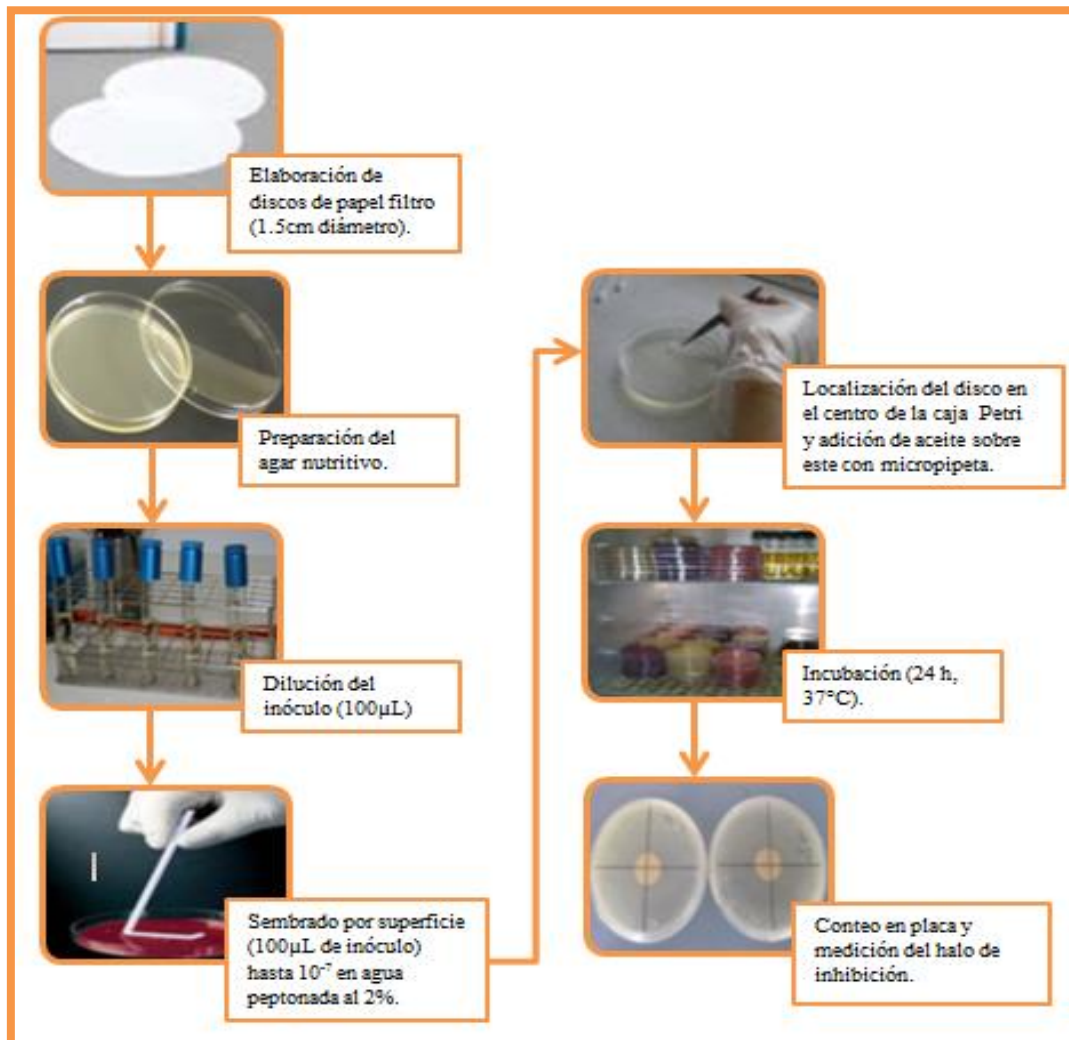 Elaboración de
discos de papel filtro
(1.5cm diámetro).
Preparación del
agar nutritivo.
Dilución del
inóculo (100µL)
Sembrado por superficie
(100µL de inóculo)
hasta 10⁻⁷ en agua
peptonada al 2%.
Localización del disco en
el centro de la caja Petri
y adición de aceite sobre
este con micropipeta.
Incubación (24 h,
37°C).
Conteo en placa y
medición del halo de
inhibición.